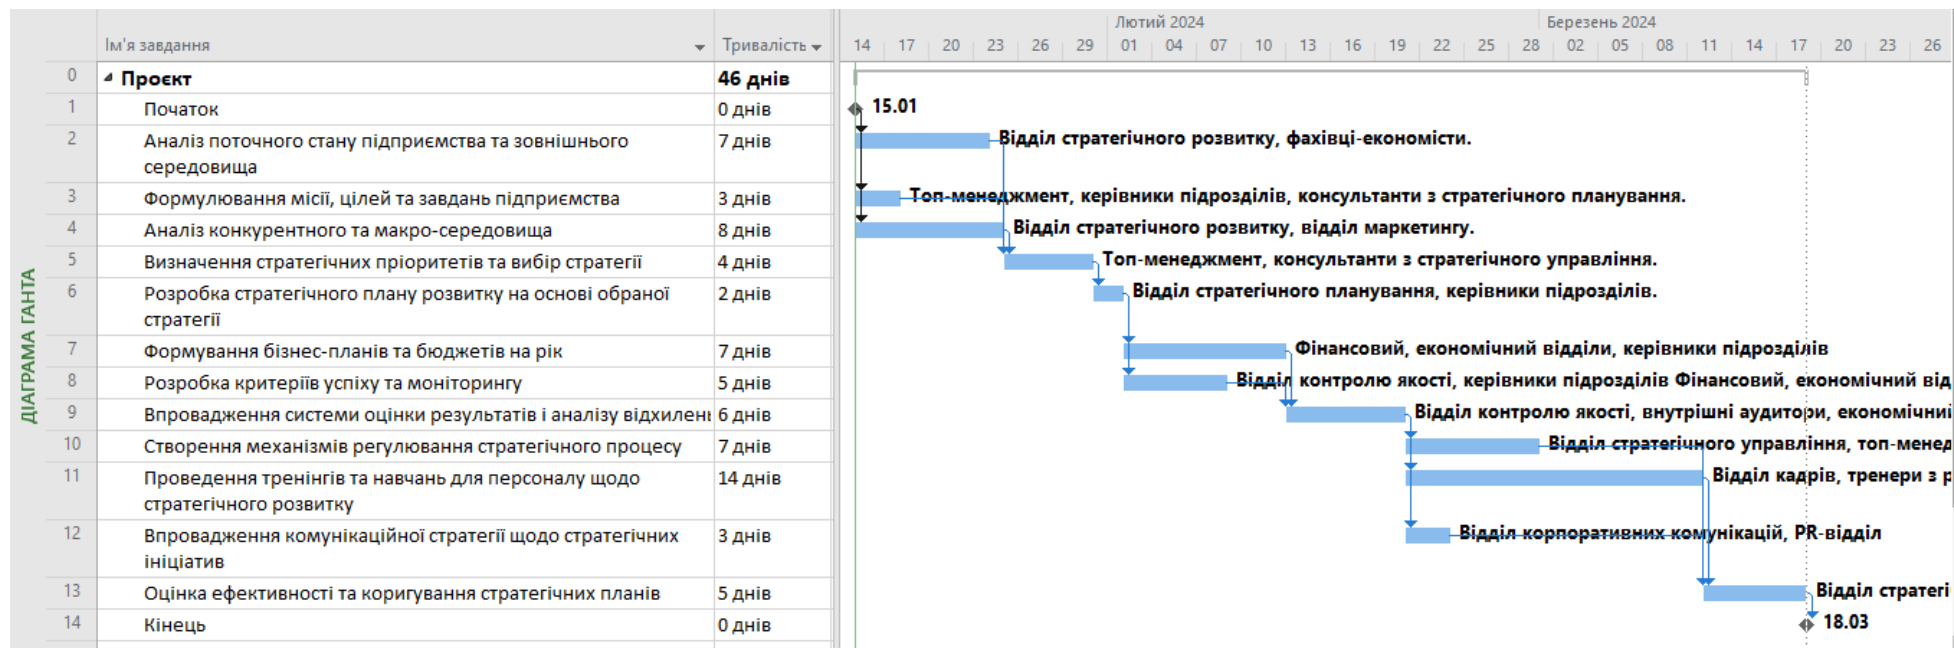 Лютий 2024 Березень 2024
Ім'я завдання Тривалість 14 17 20 23 26 29 01 04 07 10 13 16 19 22 25 28 02 05 08 11 14 17 20 23 26
ДІАГРАМА ГАНТА
0 Проєкт 46 днів
1 Початок 0 днів 15.01
2 Аналіз поточного стану підприємства та зовнішнього 7 днів Відділ стратегічного розвитку, фахівці-економісти.
середовища
3 Формулювання місії, цілей та завдань підприємства 3 днів Топ-менеджмент, керівники підрозділів, консультанти з стратегічного планування.
4 Аналіз конкурентного та макро-середовища 8 днів Відділ стратегічного розвитку, відділ маркетингу.
5 Визначення стратегічних пріоритетів та вибір стратегії 4 днів Топ-менеджмент, консультанти з стратегічного управління.
6 Розробка стратегічного плану розвитку на основі обраної 2 днів Відділ стратегічного планування, керівники підрозділів.
стратегії
7 Формування бізнес-планів та бюджетів на рік 7 днів Фінансовий, економічний відділи, керівники підрозділів
8 Розробка критеріїв успіху та моніторингу 5 днів Відділ контролю якості, керівники підрозділів Фінансовий, економічний від
9 Впровадження системи оцінки результатів і аналізу відхилень 6 днів Відділ контролю якості, внутрішні аудитори, економічний
10 Створення механізмів регулювання стратегічного процесу 7 днів Відділ стратегічного управління, топ-менед
11 Проведення тренінгів та навчань для персоналу щодо 14 днів Відділ кадрів, тренери з р
стратегічного розвитку
12 Впровадження комунікаційної стратегії щодо стратегічних 3 днів Відділ корпоративних комунікацій, PR-відділ
ініціатив
13 Оцінка ефективності та коригування стратегічних планів 5 днів Відділ стратегі
14 Кінець 0 днів 18.03